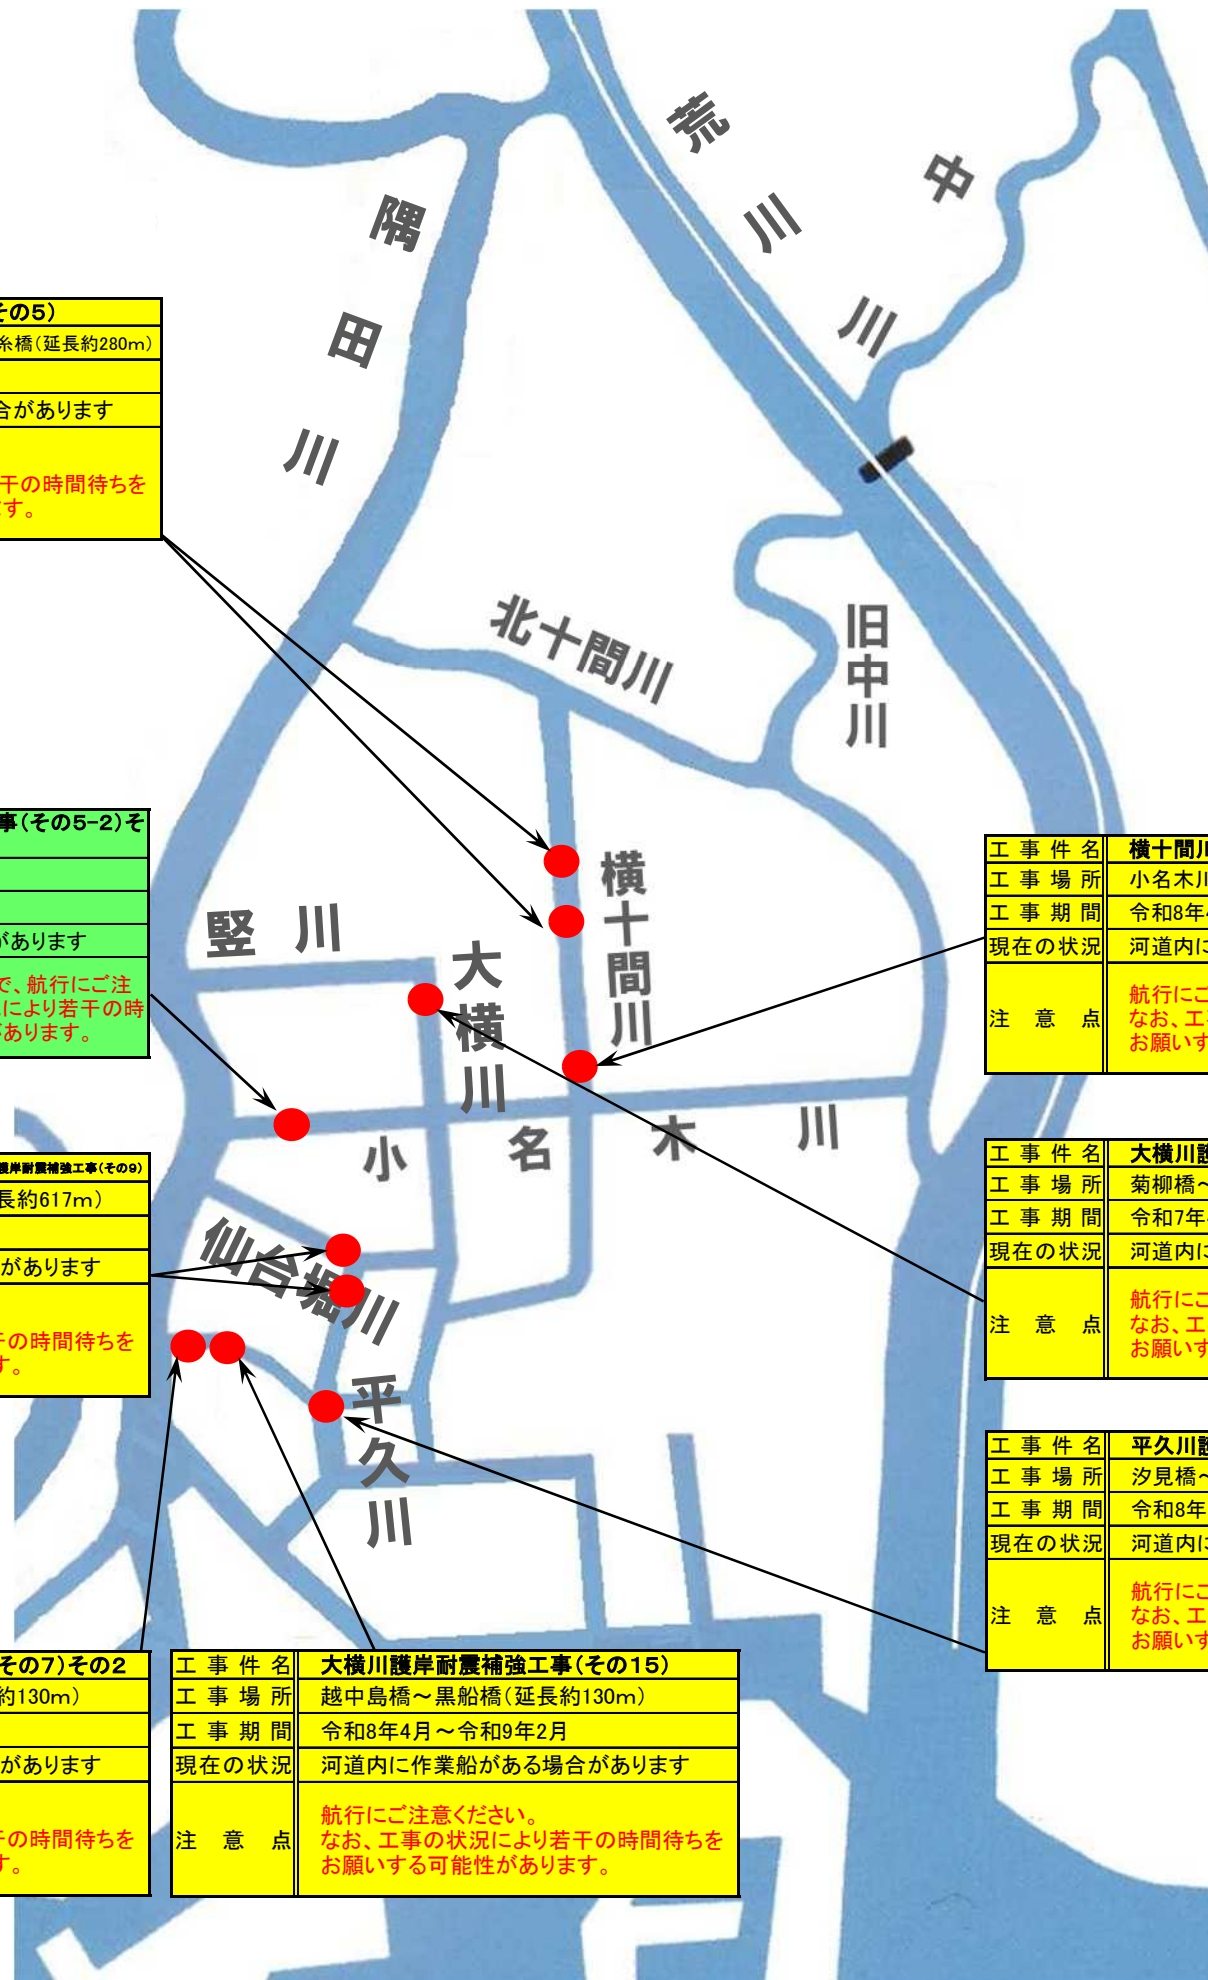 荒川
中川
隅田川
北十間川
旧中川
横十間川
竪川
大横川
小名木川
仙台堀川
平久川
その5)
糸橋(延長約280m)
合があります
干の時間待ちを
す。
事(その5-2)そ
があります
で、航行にご注
により若干の時
があります。
護岸耐震補強工事(その9)
長約617m)
があります
干の時間待ちを
す。
その7)その2
約130m)
があります
干の時間待ちを
す。
工事件名 大横川護岸耐震補強工事(その15)
工事場所 越中島橋~黒船橋(延長約130m)
工事期間 令和8年4月~令和9年2月
現在の状況 河道内に作業船がある場合があります
注意点 航行にご注意ください。
なお、工事の状況により若干の時間待ちを
お願いする可能性があります。
工事件名 横十間川
工事場所 小名木川
工事期間 令和8年
現在の状況 河道内に
注意点 航行にご
なお、工
お願いす
工事件名 大横川護
工事場所 菊柳橋~
工事期間 令和7年
現在の状況 河道内に
注意点 航行にご
なお、工
お願いす
工事件名 平久川護
工事場所 汐見橋~
工事期間 令和8年
現在の状況 河道内に
注意点 航行にご
なお、工
お願いす